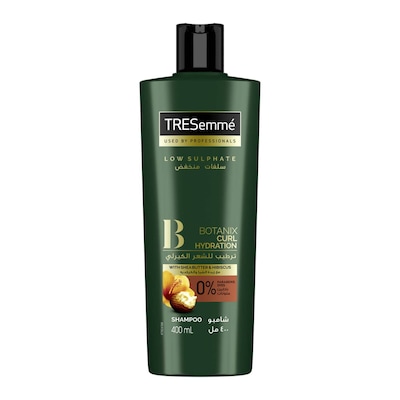 TRESemmé
USED BY PROFESSIONALS
LOW SULPHATE
سلفات منخفض
B
BOTANIX
CURL
HYDRATION
ترطيب للشعر الكيرلي
WITH SHEA BUTTER & HIBISCUS
0%
SHAMPOO شامبو
400 mL ٤٠٠ مل